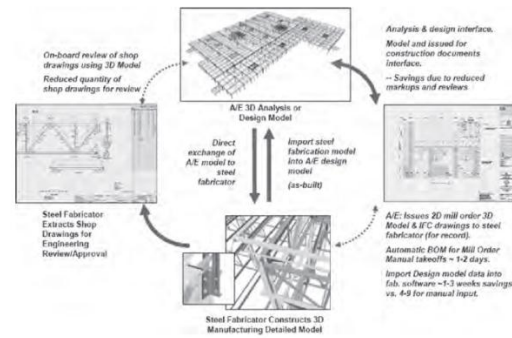 On-board review of shop
drawings using 3D Model
Reduced quantity of
shop drawings for review
Analysis & design interface.
Model and issued for
construction documents
interface.
-- Savings due to reduced
markups and reviews
A/E 3D Analysis or
Design Model
Direct
exchange of
A/E model to
steel
fabricator
Import steel
fabrication model
into A/E design
model
(as-built)
Steel Fabricator
Extracts Shop
Drawings for
Engineering
Review/Approval
A/E: Issues 2D mill order 3D
Model & IFC drawings to steel
fabricator (for record).
Automatic BOM for Mill Order
Manual takeoffs ~ 1-2 days.
Import Design model data into
fab. software ~1-3 weeks savings
vs. 4-9 for manual input.
Steel Fabricator Constructs 3D
Manufacturing Detailed Model